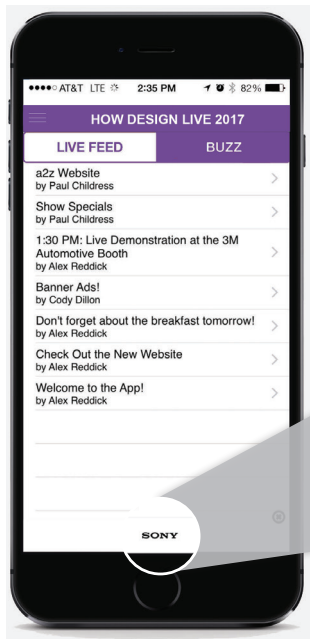 AT&T LTE 2:35 PM 82%
HOW DESIGN LIVE 2017
LIVE FEED BUZZ
a2z Website
by Paul Childress
Show Specials
by Paul Childress
1:30 PM: Live Demonstration at the 3M
Automotive Booth
by Alex Reddick
Banner Ads!
by Cody Dillon
Don't forget about the breakfast tomorrow!
by Alex Reddick
Check Out the New Website
by Alex Reddick
Welcome to the App!
by Alex Reddick
SONY